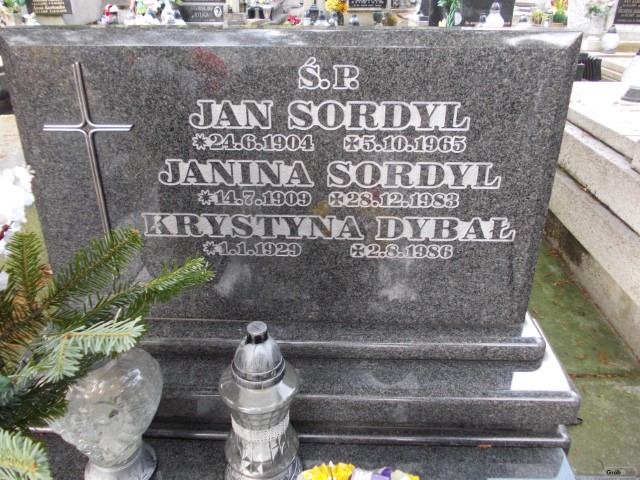 Ś.P.
JAN SORDYL
*24.6.1904 ✠5.10.1965
JANINA SORDYL
*14.7.1909 ✠28.12.1983
KRYSTYNA DYBAŁ
*1.1.1929 ✠2.8.1986